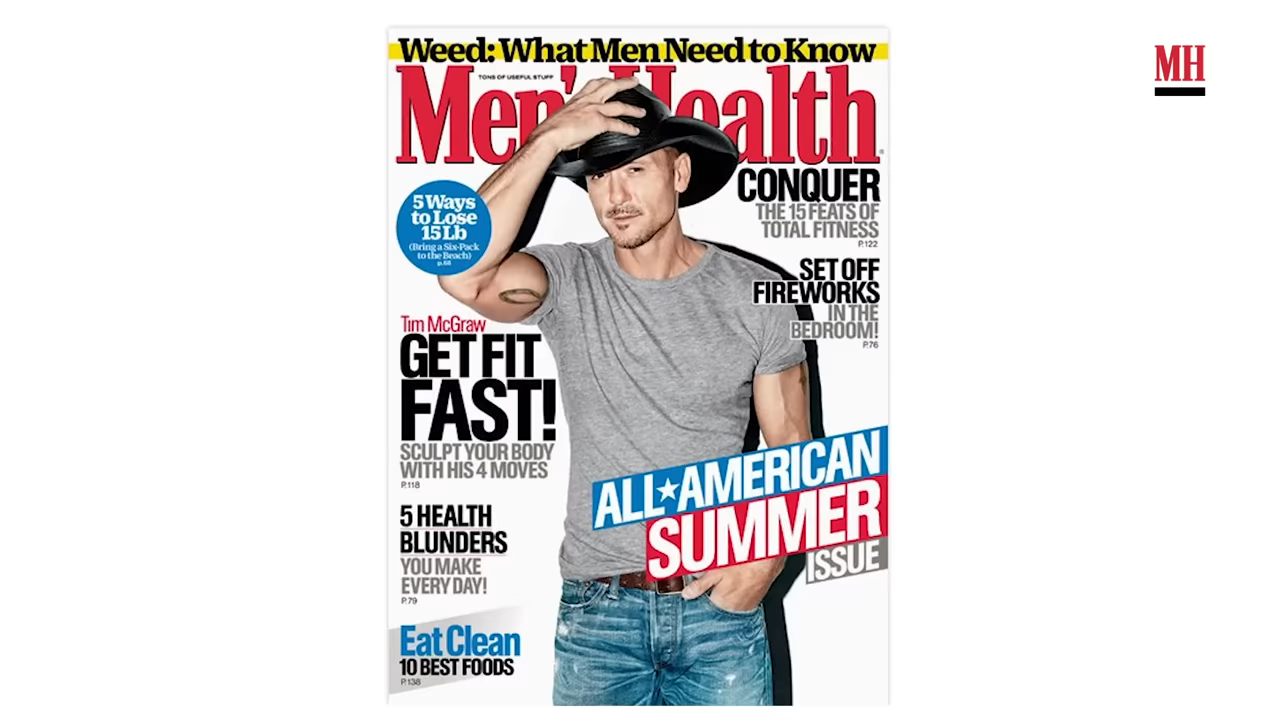 Weed: What Men Need to Know
TONS OF USEFUL STUFF
Men's Health
MH
5 Ways
to Lose
15 Lb
(Bring a Six-Pack
to the Beach)
p.68
CONQUER
THE 15 FEATS OF
TOTAL FITNESS
P.122
SET OFF
FIREWORKS
IN THE
BEDROOM!
P.76
Tim McGraw
GET FIT
FAST!
SCULPT YOUR BODY
WITH HIS 4 MOVES
P.118
ALL★AMERICAN
SUMMER
ISSUE
5 HEALTH
BLUNDERS
YOU MAKE
EVERY DAY!
P.79
Eat Clean
10 BEST FOODS
P.138